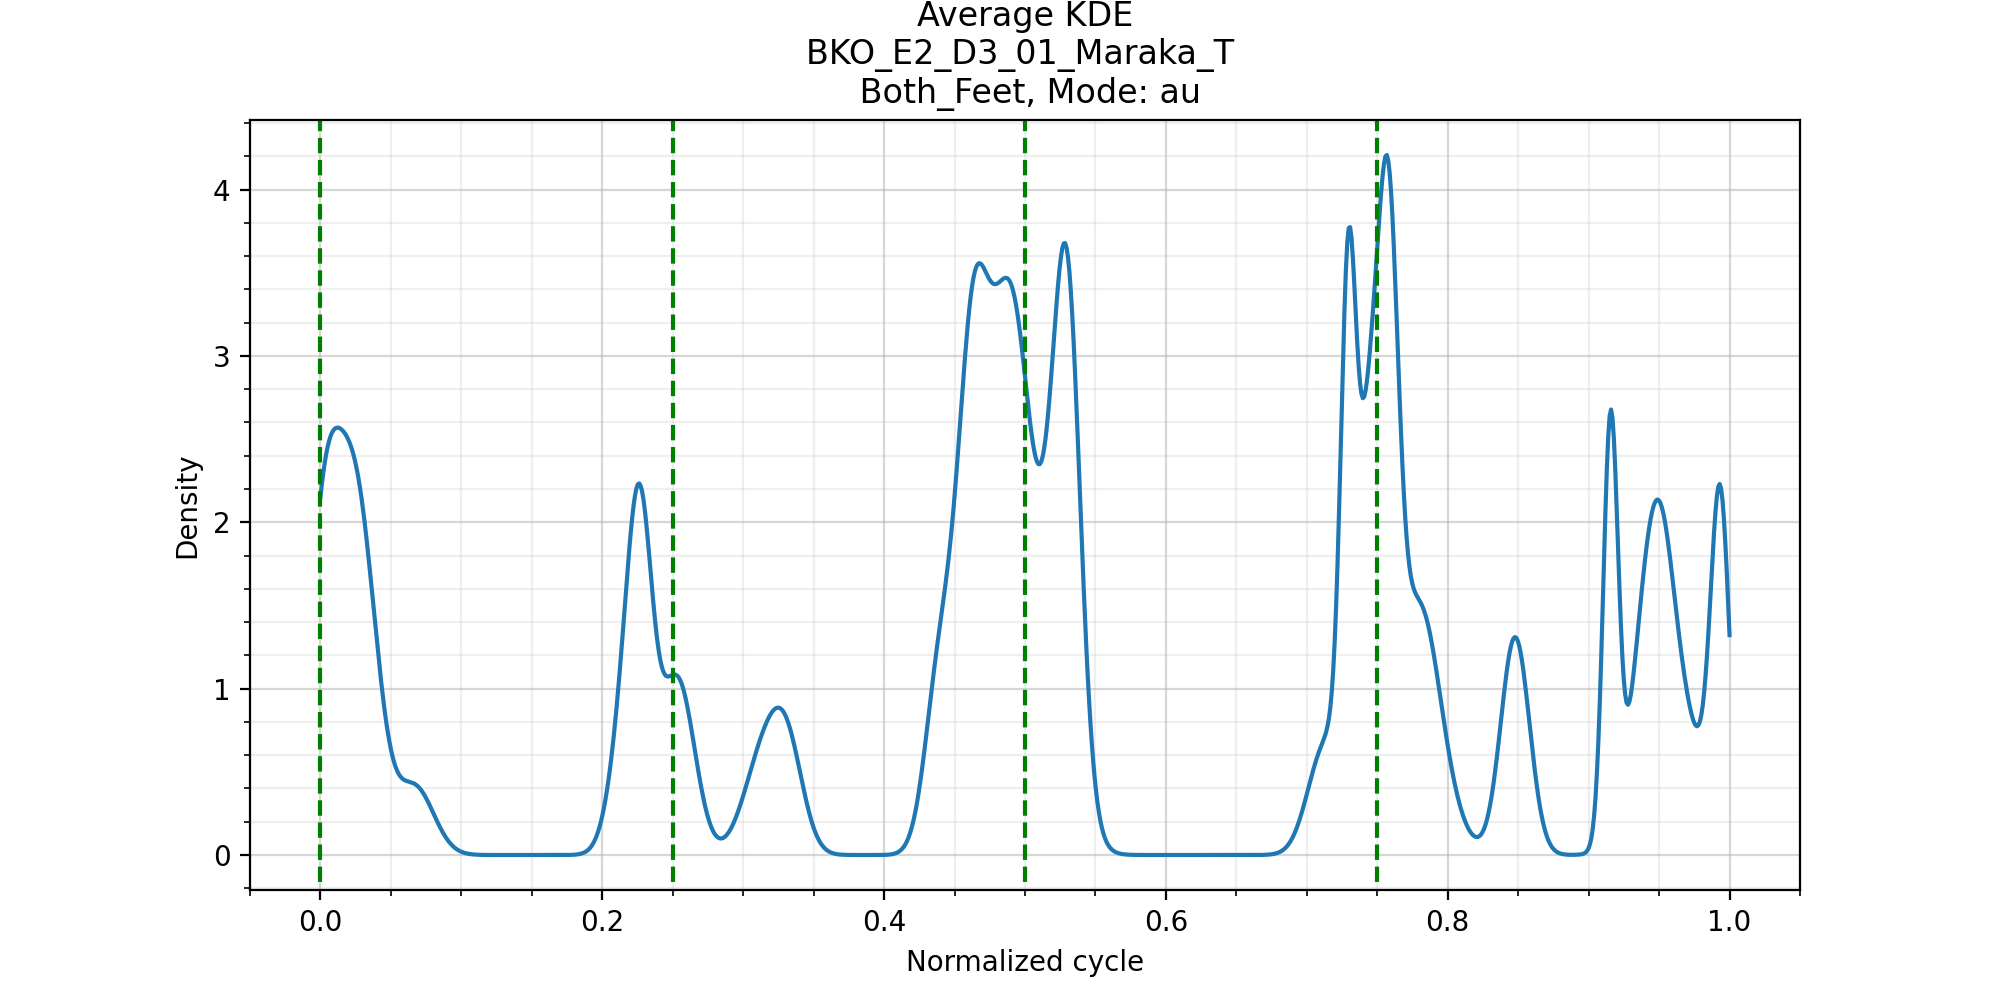 Average KDE
BKO_E2_D3_01_Maraka_T
Both_Feet, Mode: au
4
3
2
1
0
Density
0.0 0.2 0.4 0.6 0.8 1.0
Normalized cycle